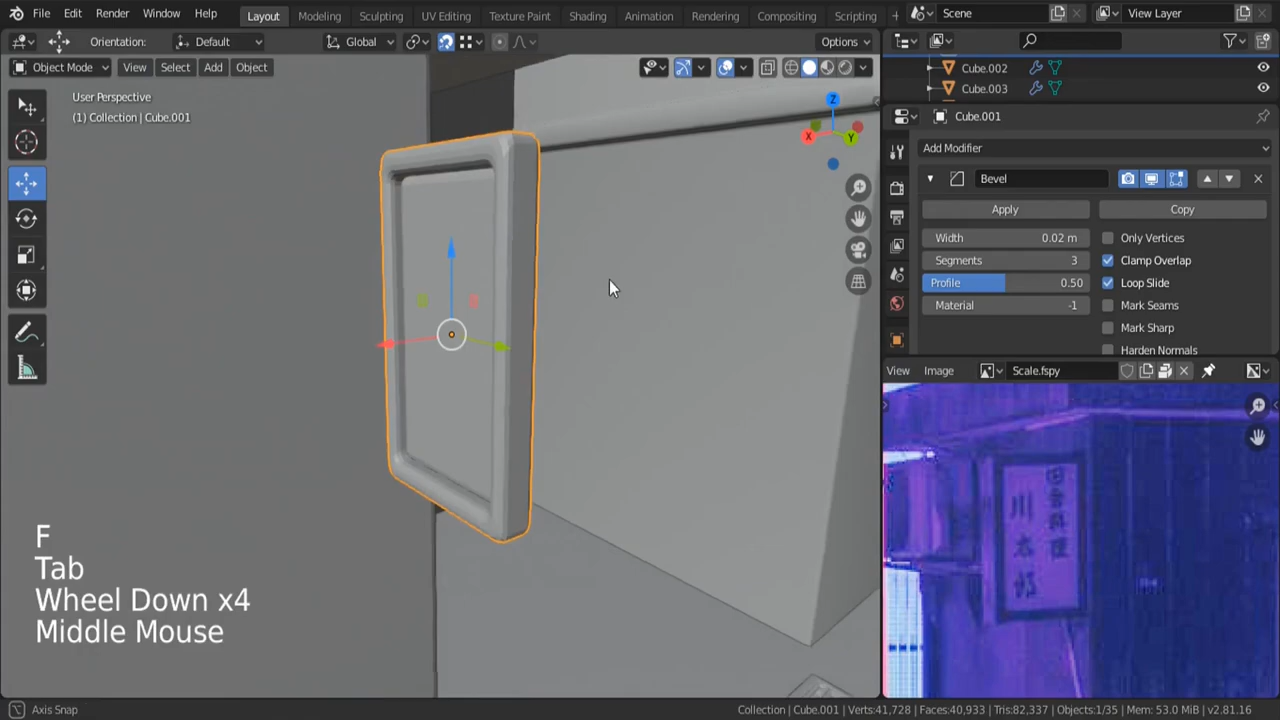 File Edit Render Window Help Layout Modeling Sculpting UV Editing Texture Paint Shading Animation Rendering Compositing Scripting + Scene View Layer
Orientation: Default Global Options
Object Mode View Select Add Object
User Perspective
(1) Collection | Cube.001
Z
X
Y
F
Tab
Wheel Down x4
Middle Mouse
Cube.002
Cube.003
Cube.001
Add Modifier
Bevel
Apply Copy
Width 0.02 m Only Vertices
Segments 3 Clamp Overlap
Profile 0.50 Loop Slide
Material -1 Mark Seams
Mark Sharp
Harden Normals
View Image Scale.fspy
川
Axis Snap
Collection | Cube.001 | Verts:41,728 | Faces:40,933 | Tris:82,337 | Objects:1/35 | Mem: 53.0 MiB | v2.81.16